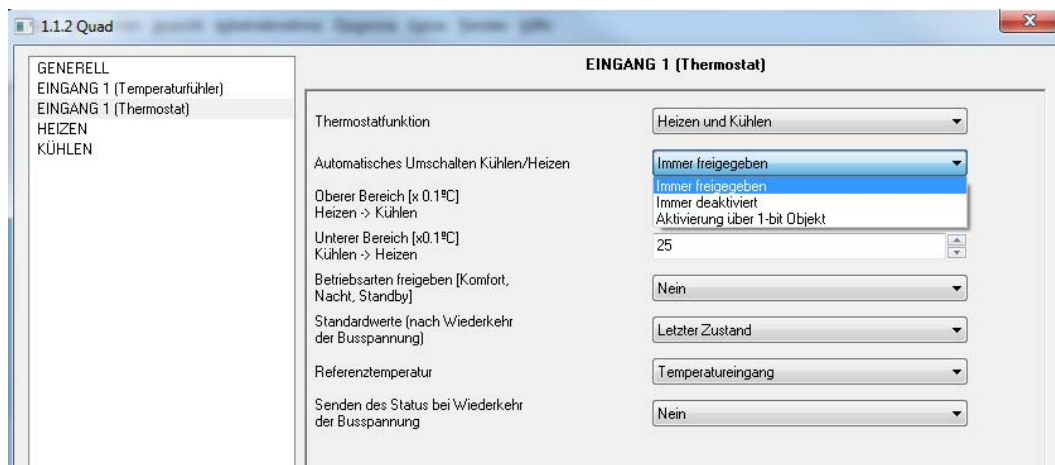 1.1.2 Quad
GENERELL
EINGANG 1 (Temperaturfühler)
EINGANG 1 (Thermostat)
HEIZEN
KÜHLEN
EINGANG 1 (Thermostat)
Thermostatfunktion
Heizen und Kühlen
Automatisches Umschalten Kühlen/Heizen
Immer freigegeben
Immer freigegeben
Immer deaktiviert
Aktivierung über 1-bit Objekt
Oberer Bereich [x 0.1ºC]
Heizen -> Kühlen
Unterer Bereich [x0.1ºC]
Kühlen -> Heizen
25
Betriebsarten freigeben [Komfort,
Nacht, Standby]
Nein
Standardwerte (nach Wiederkehr
der Busspannung)
Letzter Zustand
Referenztemperatur
Temperatureingang
Senden des Status bei Wiederkehr
der Busspannung
Nein